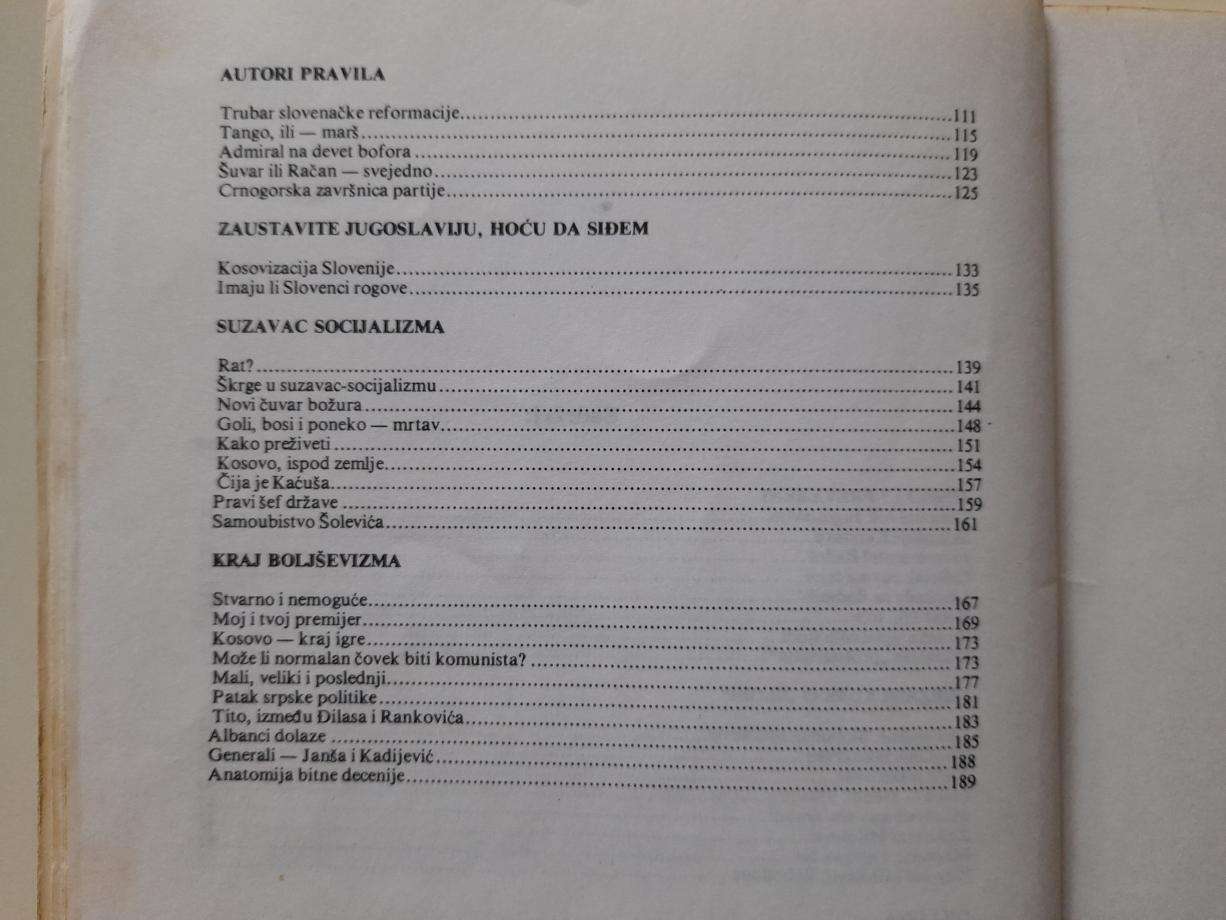 AUTORI PRAVILA
Trubar slovenačke reformacije.......111
Tango, ili — marš.......115
Admiral na devet bofora.......119
Šuvar ili Račan — svejedno.......123
Crnogorska završnica partije.......125
ZAUSTAVITE JUGOSLAVIJU, HOĆU DA SIĐEM
Kosovizacija Slovenije.......133
Imaju li Slovenci rogove.......135
SUZAVAC SOCIJALIZMA
Rat?.......139
Škrge u suzavac-socijalizmu.......141
Novi čuvar božura.......144
Goli, bosi i poneko — mrtav.......148
Kako preživeti.......151
Kosovo, ispod zemlje.......154
Čija je Kaćuša.......157
Pravi šef države.......159
Samoubistvo Šolevića.......161
KRAJ BOLJŠEVIZMA
Stvarno i nemoguće.......167
Moj i tvoj premijer.......169
Kosovo — kraj igre.......173
Može li normalan čovek biti komunista?.......173
Mali, veliki i poslednji.......177
Patak srpske politike.......181
Tito, između Đilasa i Rankovića.......183
Albanci dolaze.......185
Generali — Janša i Kadijević.......188
Anatomija bitne decenije.......189